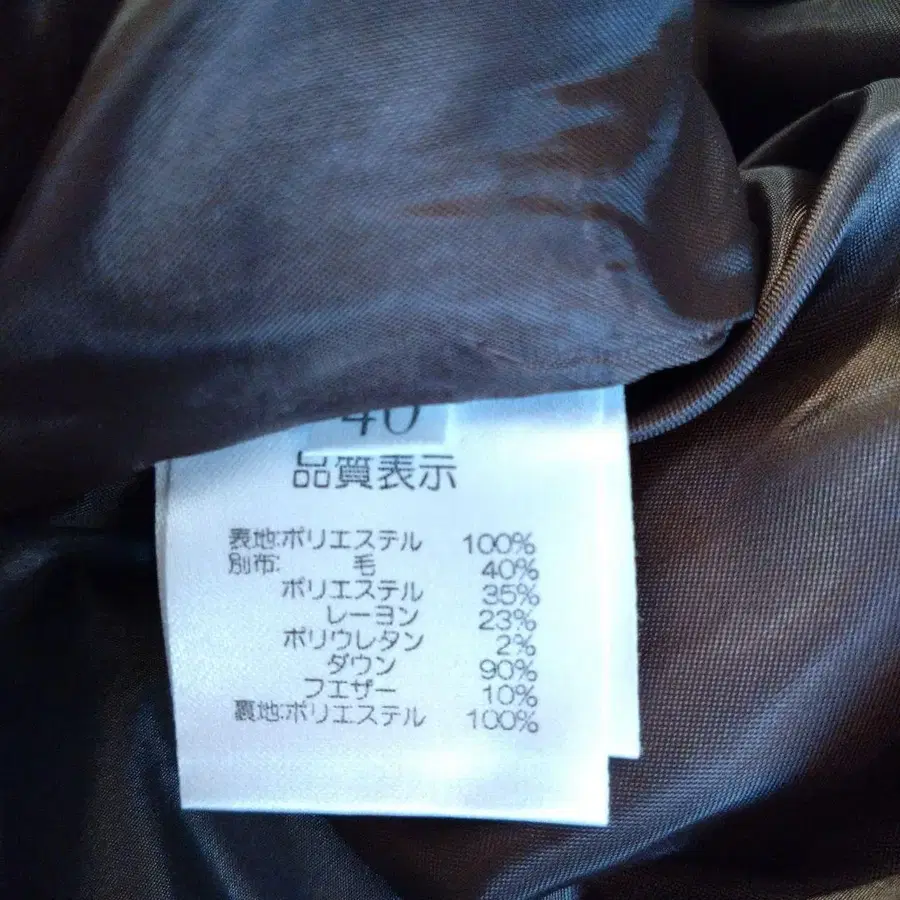 40
品質表示
表地:ポリエステル 100%
別布: 毛 40%
ポリエステル 35%
レーヨン 23%
ポリウレタン 2%
ダウン 90%
フエザー 10%
裏地:ポリエステル 100%